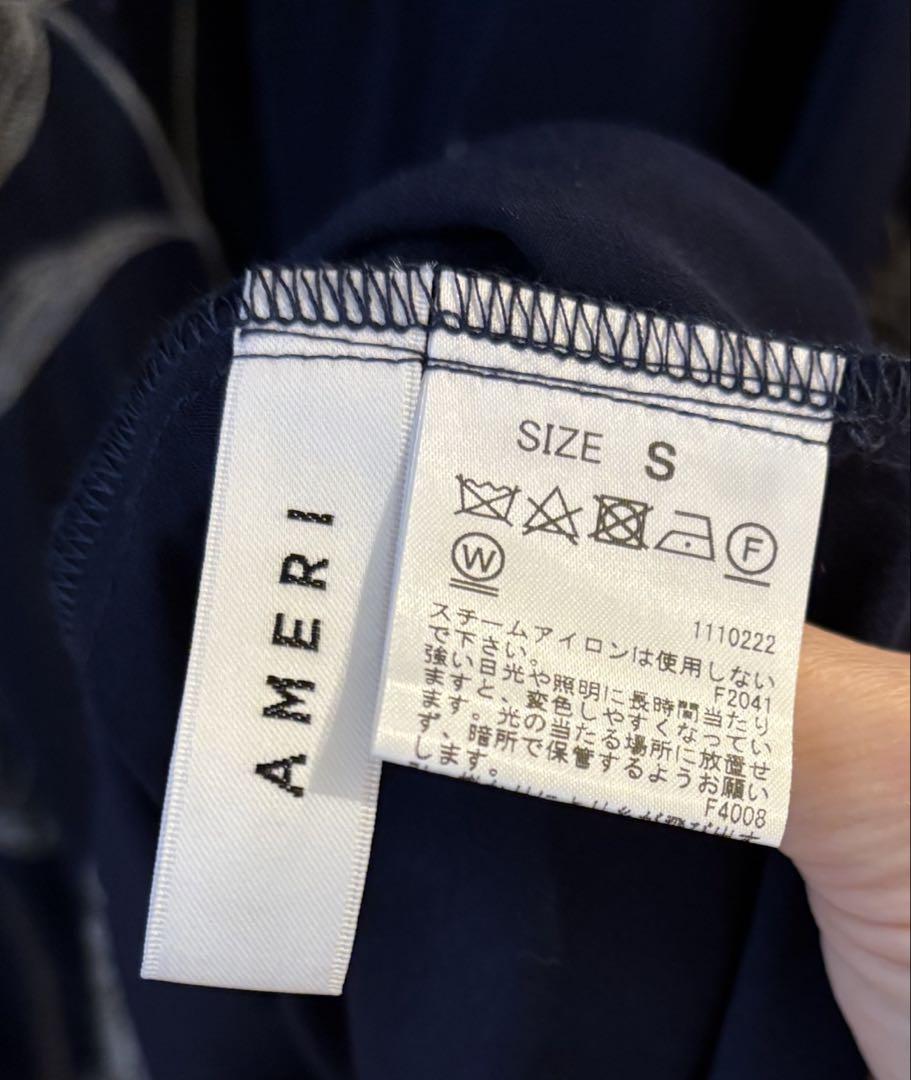 AMERI
SIZE S
F
W
1110222
スチームアイロンは使用しない
で下さい。
F2041
強い日光や照明に長時間当たり
ますと、変色しやすくなってい
ます。光の当たる場所に放置せ
ず、暗所で保管するようお願い
します。
F4008